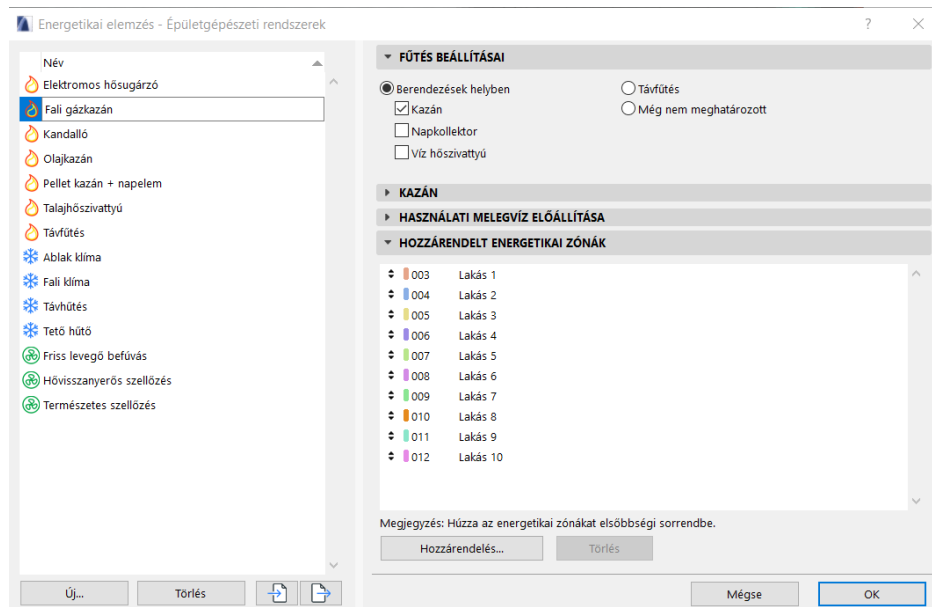 Energetikai elemzés - Épületgépészeti rendszerek
Név
Elektromos hősugárzó
Fali gázkazán
Kandalló
Olajkazán
Pellet kazán + napelem
Talajhőszivattyú
Távfűtés
Ablak klíma
Fali klíma
Távhűtés
Tető hűtő
Friss levegő befúvás
Hővisszanyerős szellőzés
Természetes szellőzés
Új...
Törlés
FŰTÉS BEÁLLÍTÁSAI
Berendezések helyben
Távfűtés
Kazán
Még nem meghatározott
Napkollektor
Víz hőszivattyú
KAZÁN
HASZNÁLATI MELEGVÍZ ELŐÁLLÍTÁSA
HOZZÁRENDELT ENERGETIKAI ZÓNÁK
003 Lakás 1
004 Lakás 2
005 Lakás 3
006 Lakás 4
007 Lakás 5
008 Lakás 6
009 Lakás 7
010 Lakás 8
011 Lakás 9
012 Lakás 10
Megjegyzés: Húzza az energetikai zónákat elsőbbségi sorrendbe.
Hozzárendelés...
Törlés
Mégse
OK